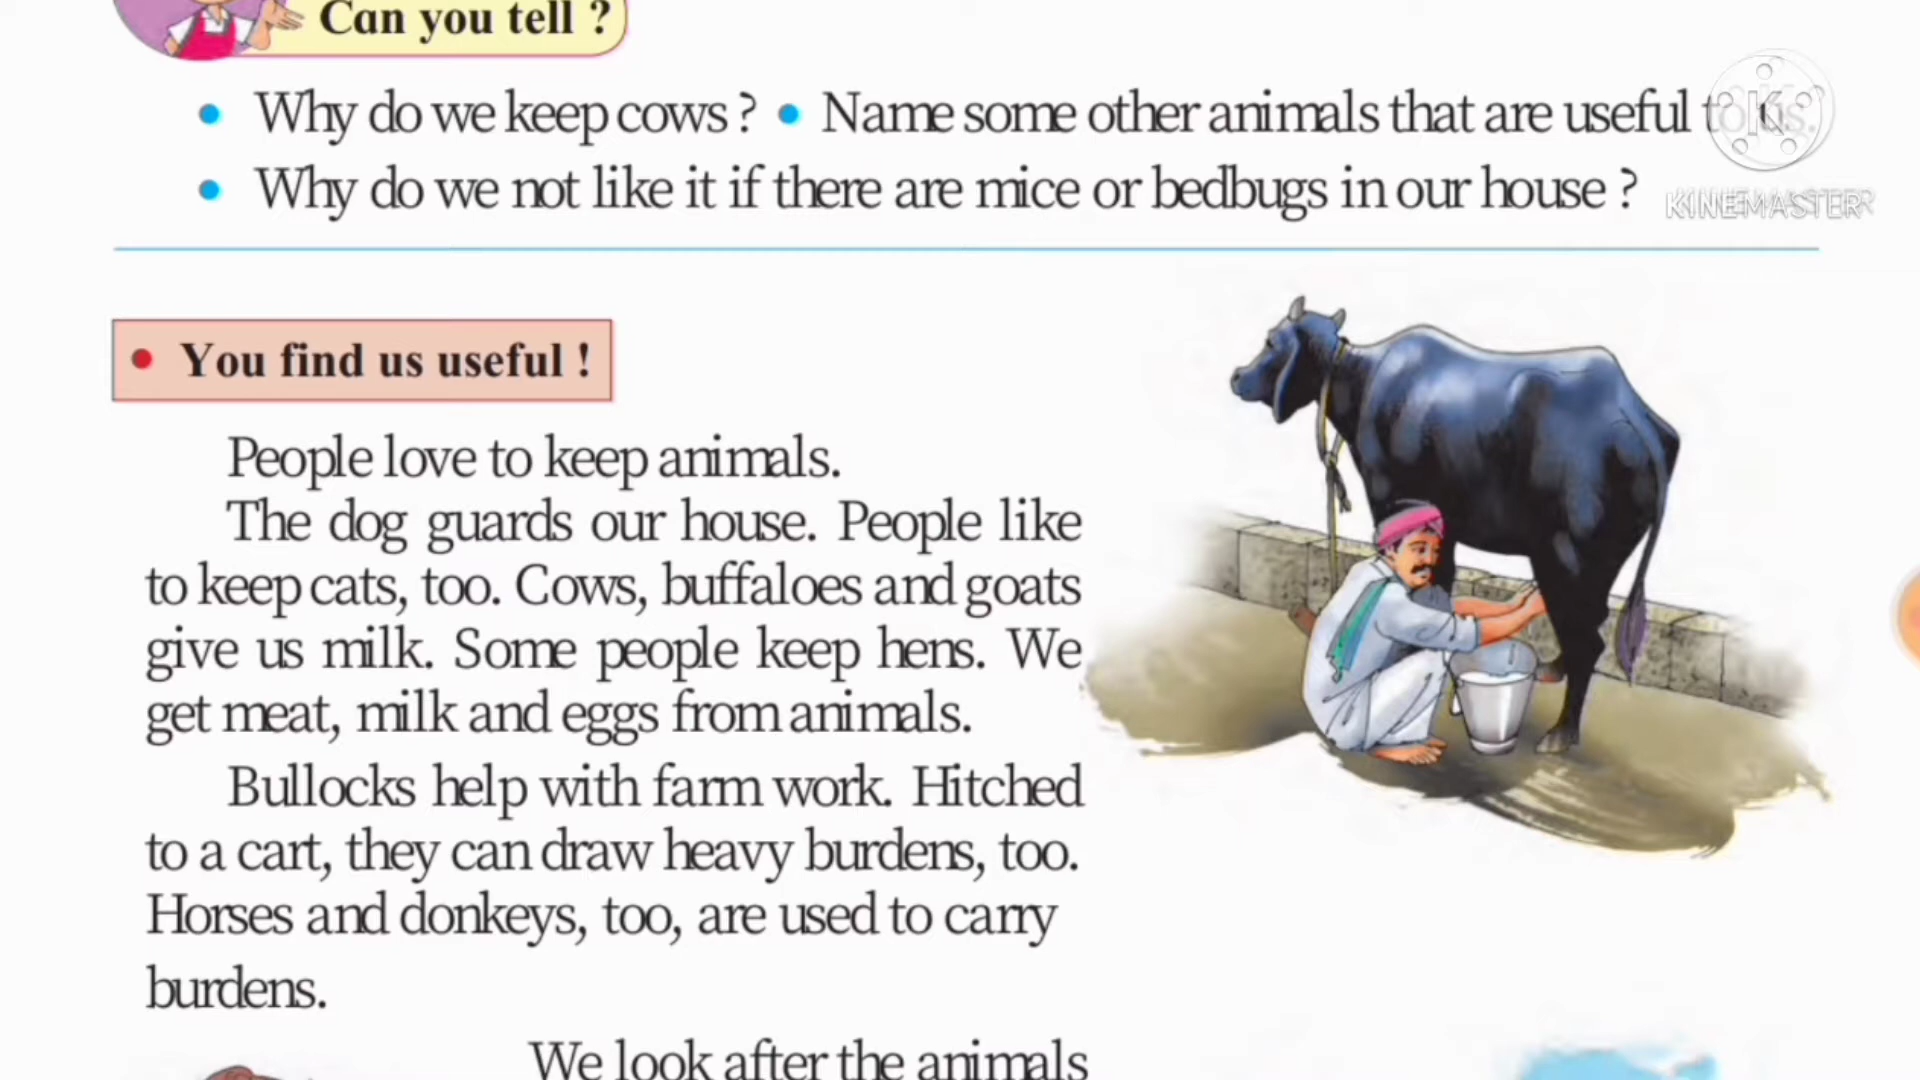 Can you tell ?
• Why do we keep cows ? • Name some other animals that are useful to us.
• Why do we not like it if there are mice or bedbugs in our house ?
KINEMASTER
• You find us useful !
People love to keep animals.
The dog guards our house. People like
to keep cats, too. Cows, buffaloes and goats
give us milk. Some people keep hens. We
get meat, milk and eggs from animals.
Bullocks help with farm work. Hitched
to a cart, they can draw heavy burdens, too.
Horses and donkeys, too, are used to carry
burdens.
We look after the animals